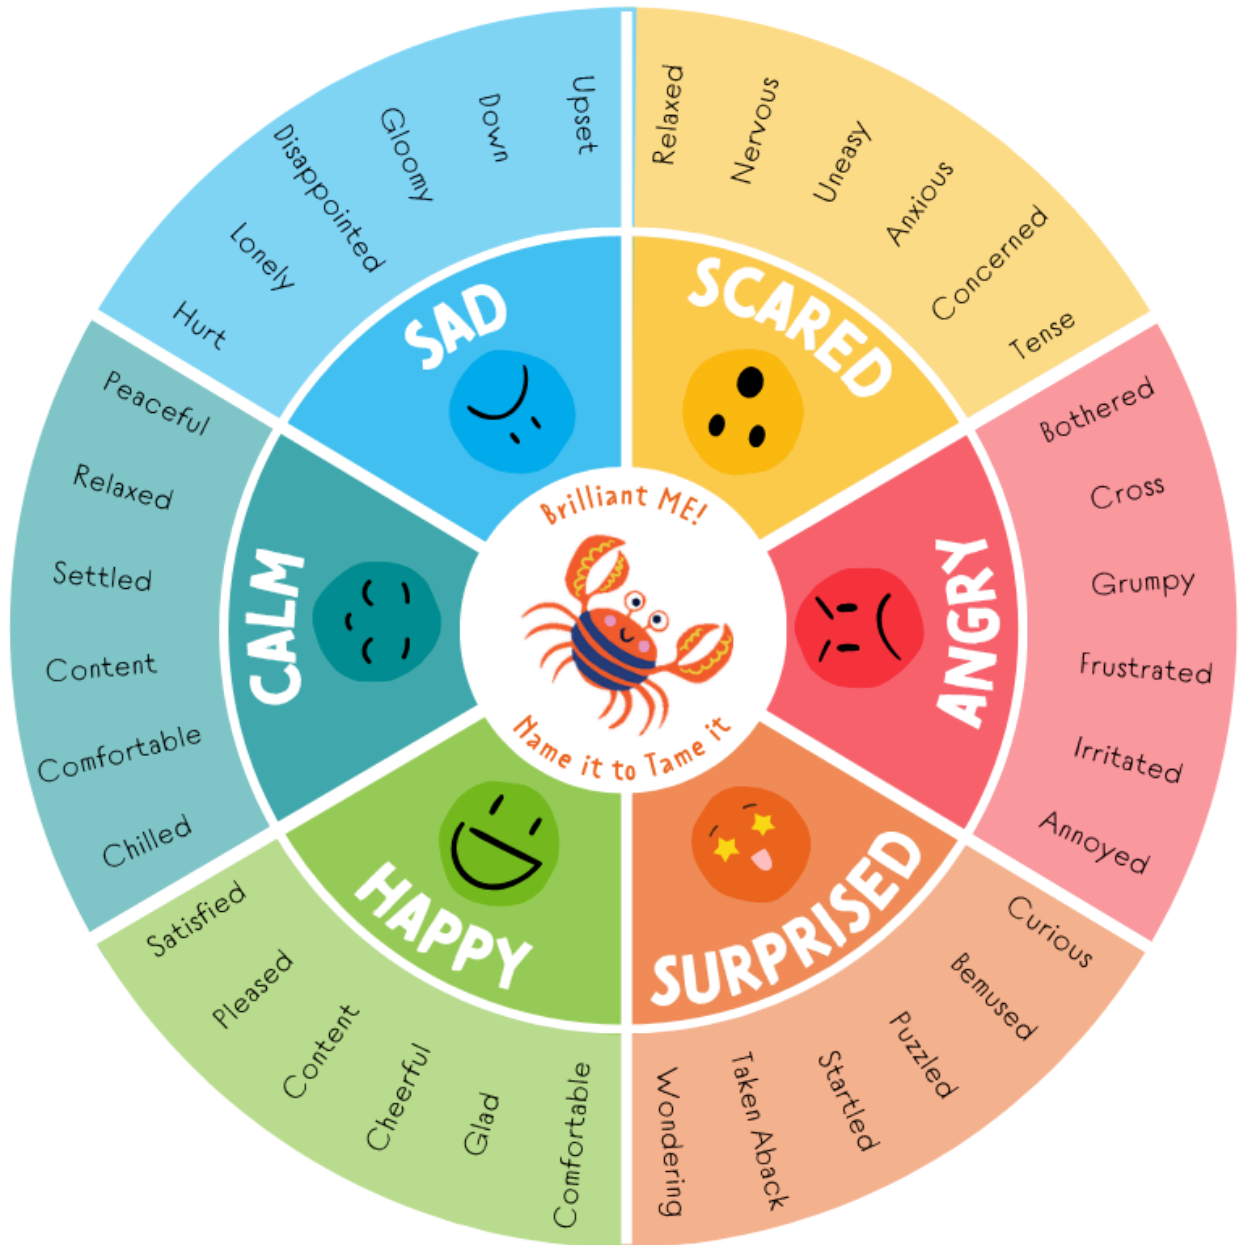 Brilliant ME!
Name it to Tame it
SCARED
Relaxed
Nervous
Uneasy
Anxious
Concerned
Tense
ANGRY
Bothered
Cross
Grumpy
Frustrated
Irritated
Annoyed
SURPRISED
Curious
Bemused
Puzzled
Startled
Taken Aback
Wondering
HAPPY
Comfortable
Glad
Cheerful
Content
Pleased
Satisfied
CALM
Chilled
Comfortable
Content
Settled
Relaxed
Peaceful
SAD
Hurt
Lonely
Disappointed
Gloomy
Down
Upset